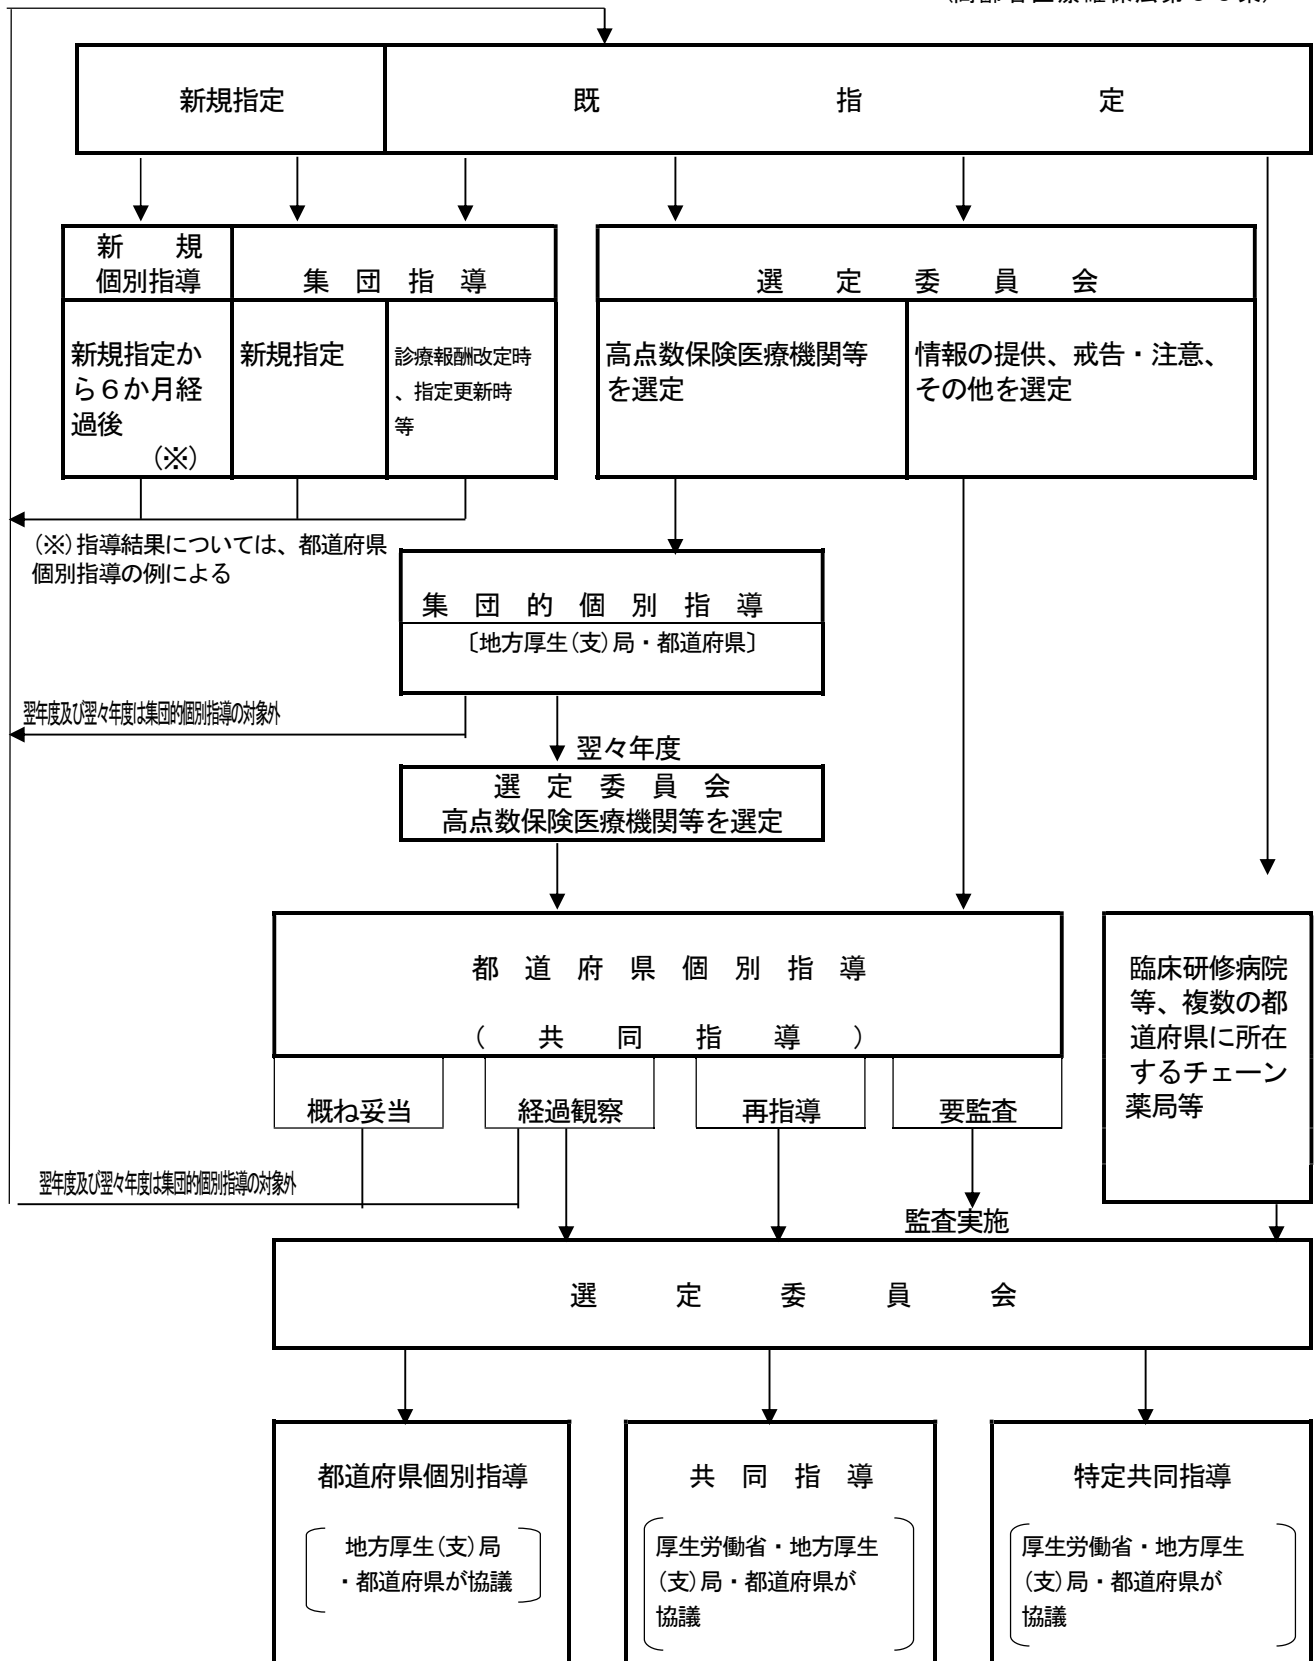 新規指定
既指定
新規
個別指導
集団指導
選定委員会
新規指定か
ら６か月経
過後
（※）
新規指定
診療報酬改定時
、指定更新時
等
高点数保険医療機関等
を選定
情報の提供、戒告・注意、
その他を選定
（※）指導結果については、都道府県
個別指導の例による
集団的個別指導
〔地方厚生（支）局・都道府県〕
翌年度及び翌々年度は集団的個別指導の対象外
翌々年度
選定委員会
高点数保険医療機関等を選定
都道府県個別指導
（共同指導）
臨床研修病院
等、複数の都
道府県に所在
するチェーン
薬局等
概ね妥当
経過観察
再指導
要監査
翌年度及び翌々年度は集団的個別指導の対象外
監査実施
選定委員会
都道府県個別指導
地方厚生（支）局
・都道府県が協議
共同指導
厚生労働省・地方厚生
（支）局・都道府県が
協議
特定共同指導
厚生労働省・地方厚生
（支）局・都道府県が
協議